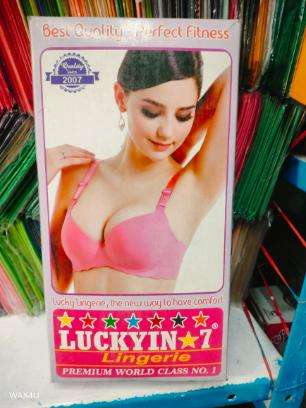 Best Quality Perfect Fitness
Quality
2007
Lucky lingerie, the new way to have comfort
LUCKYIN★7®
Lingerie
PREMIUM WORLD CLASS NO. 1